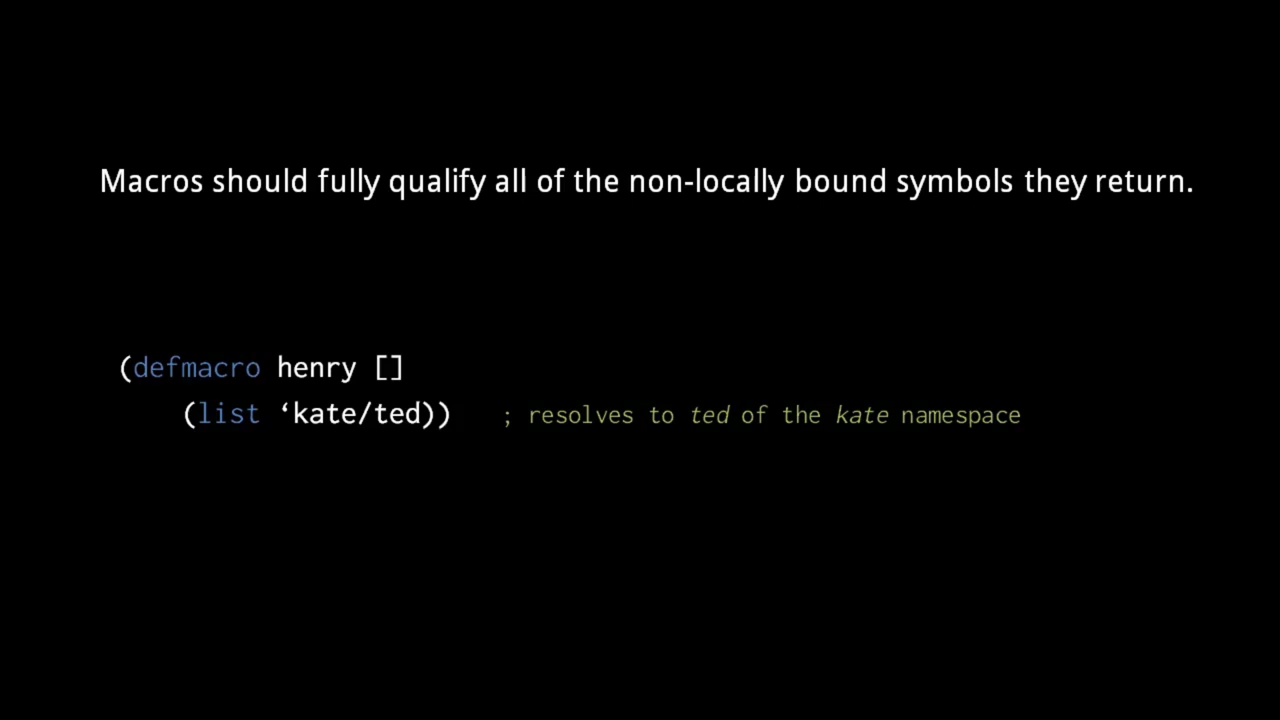 Macros should fully qualify all of the non-locally bound symbols they return.
(defmacro henry []
(list ‘kate/ted)) ; resolves to ted of the kate namespace